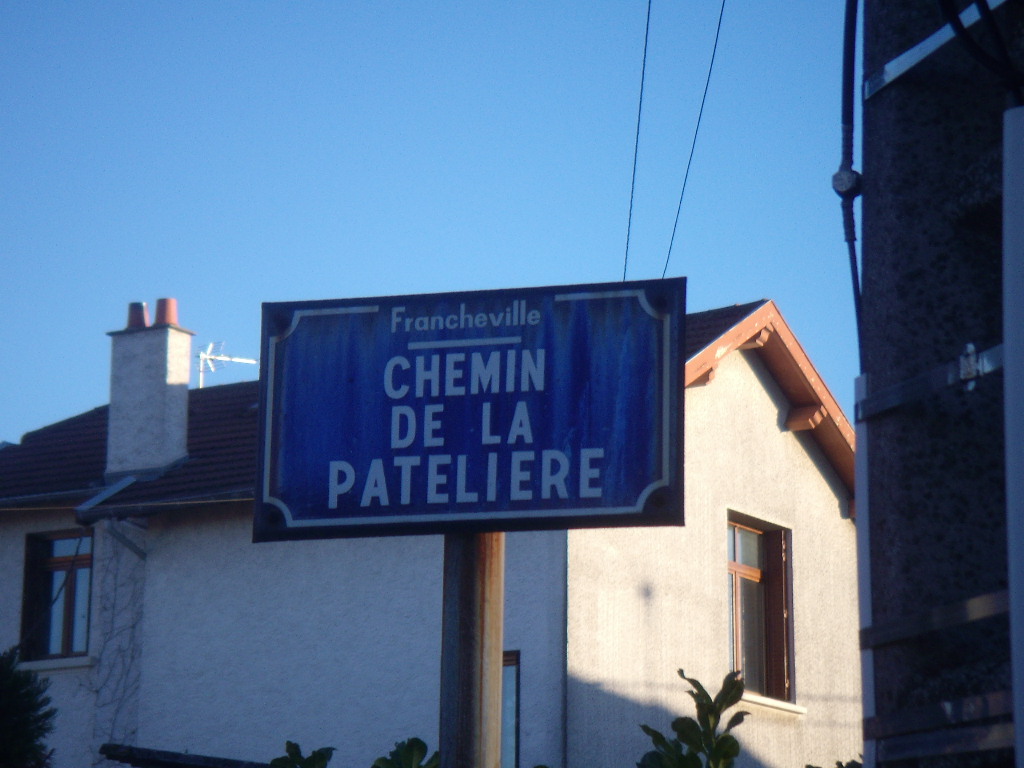 Francheville
CHEMIN
DE LA
PATELIERE